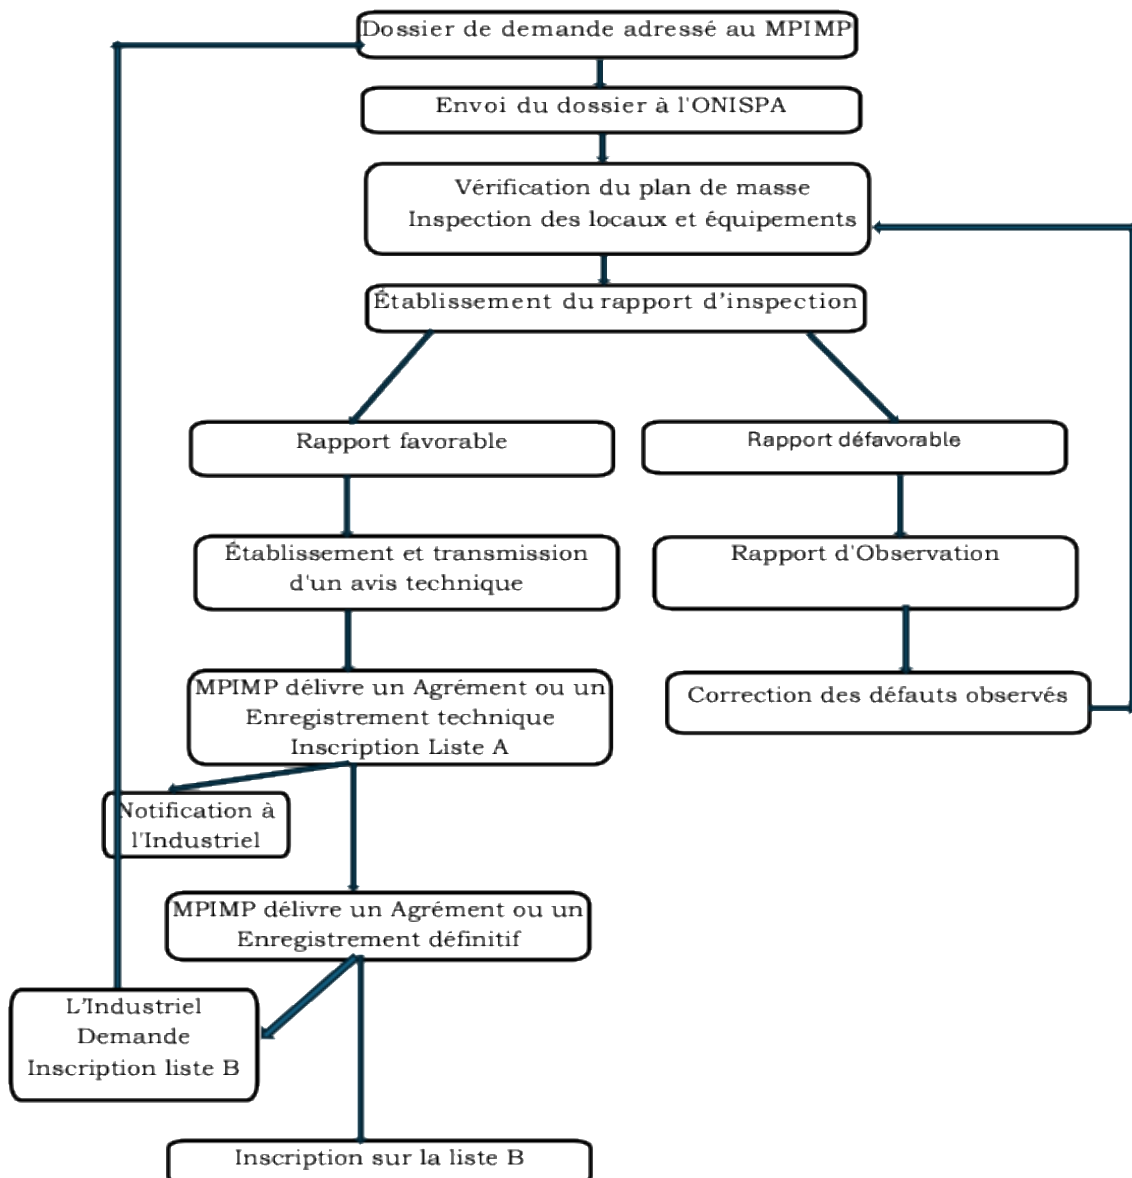 Dossier de demande adressé au MPIMP
Envoi du dossier à l'ONISPA
Vérification du plan de masse
Inspection des locaux et équipements
Établissement du rapport d'inspection
Rapport favorable
Rapport défavorable
Établissement et transmission
d'un avis technique
Rapport d'Observation
MPIMP délivre un Agrément ou un
Enregistrement technique
Inscription Liste A
Correction des défauts observés
Notification à
l'Industriel
MPIMP délivre un Agrément ou un
Enregistrement définitif
L'Industriel
Demande
Inscription liste B
Inscription sur la liste B